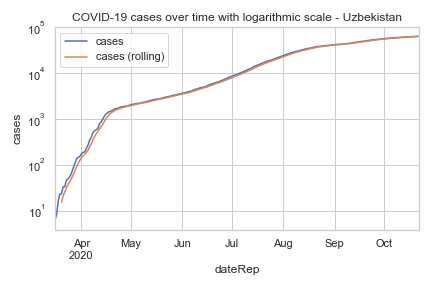 COVID-19 cases over time with logarithmic scale - Uzbekistan
cases
cases (rolling)
10^5
10^4
10^3
10^2
10^1
cases
Apr May Jun Jul Aug Sep Oct
2020
dateRep